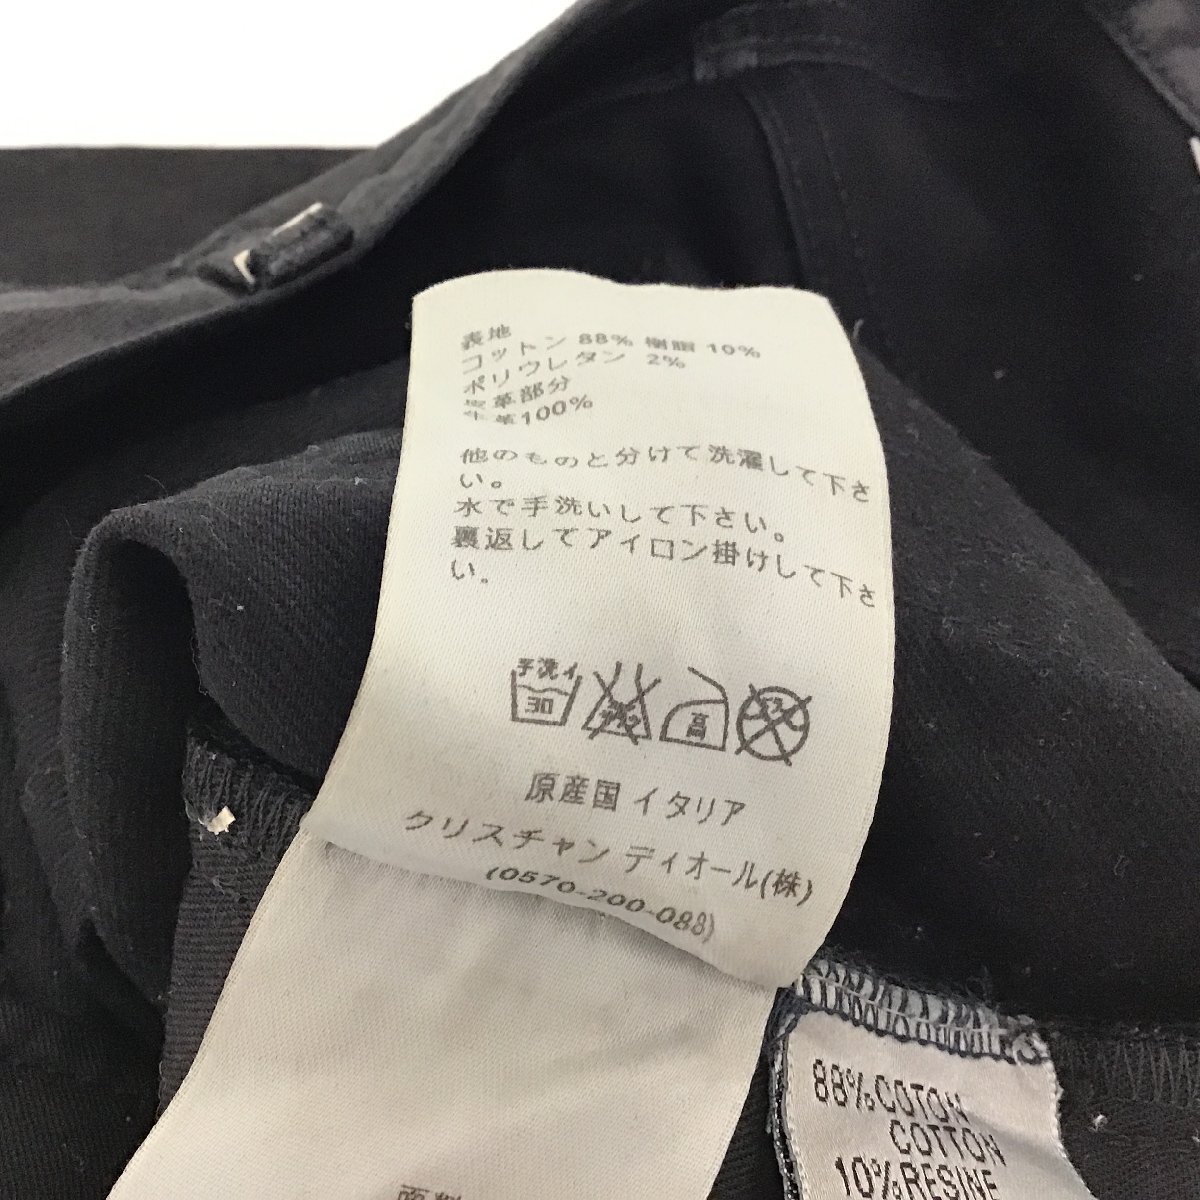 表地
コットン 88% 樹脂 10%
ポリウレタン 2%
皮革部分
牛革100%
他のものと分けて洗濯して下さ
い。
水で手洗いして下さい。
裏返してアイロン掛けして下さ
い。
手洗イ
30 高
原産国 イタリア
クリスチャン ディオール(株)
(0570-200-088)
88%COTON
COTTON
10%RESINE